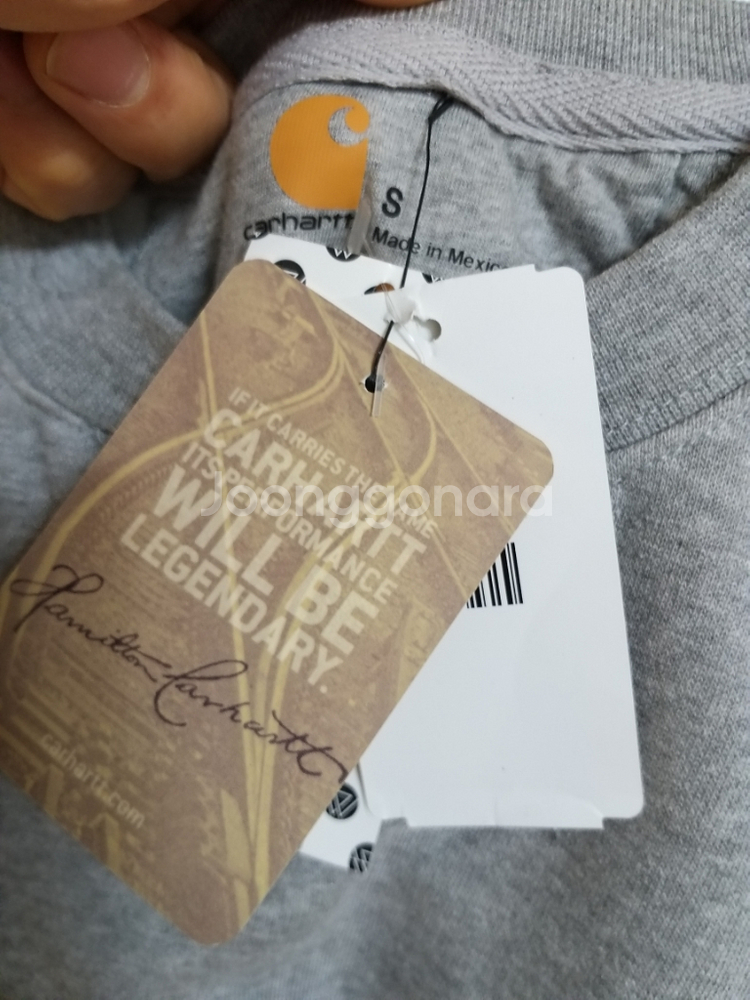 carhartt
S
Made in Mexico
IF IT CARRIES THE NAME
CARHARTT
ITS PERFORMANCE
WILL BE
LEGENDARY.
Hamilton Carhartt
carhartt.com
Joonggonara